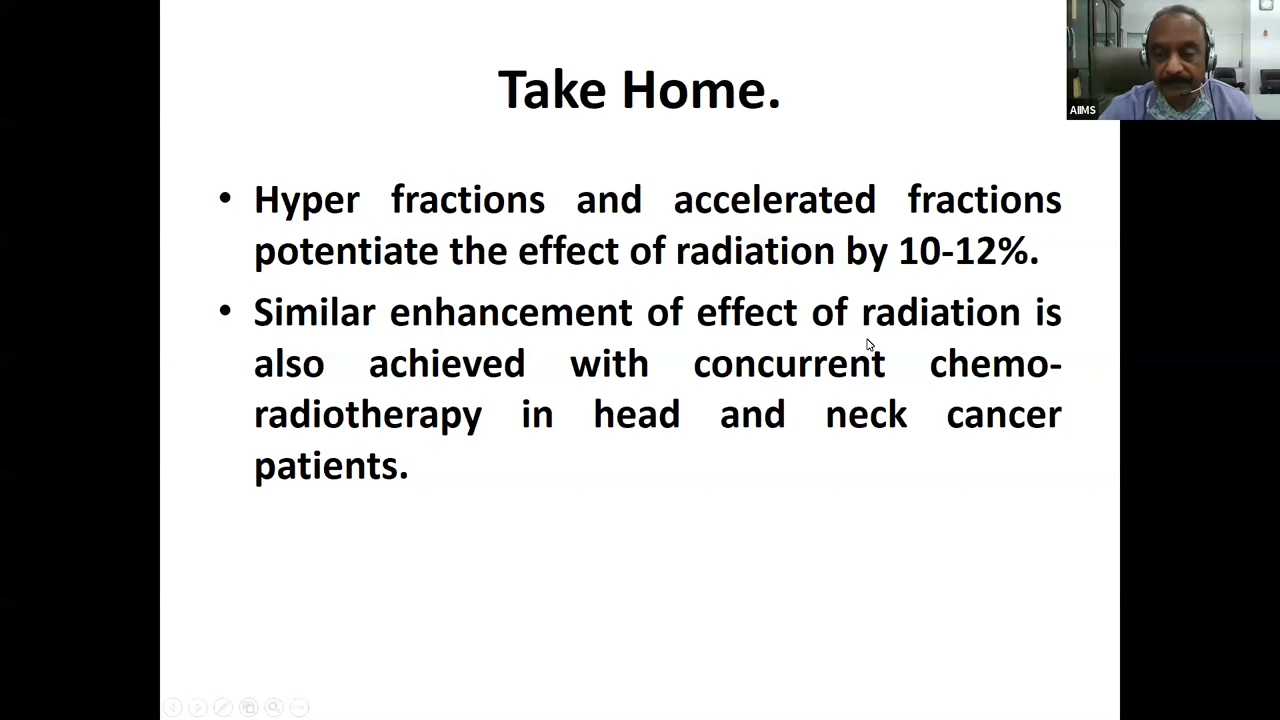 AIIMS
Take Home.
• Hyper fractions and accelerated fractions
potentiate the effect of radiation by 10-12%.
• Similar enhancement of effect of radiation is
also achieved with concurrent chemo-
radiotherapy in head and neck cancer
patients.